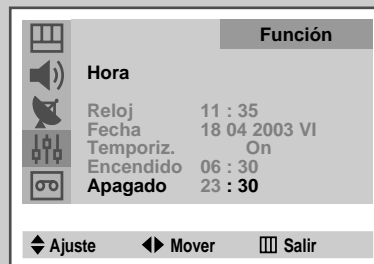 Función
Hora
Reloj 11 : 35
Fecha 18 04 2003 VI
Temporiz. On
Encendido 06 : 30
Apagado 23 : 30
Ajuste Mover Salir